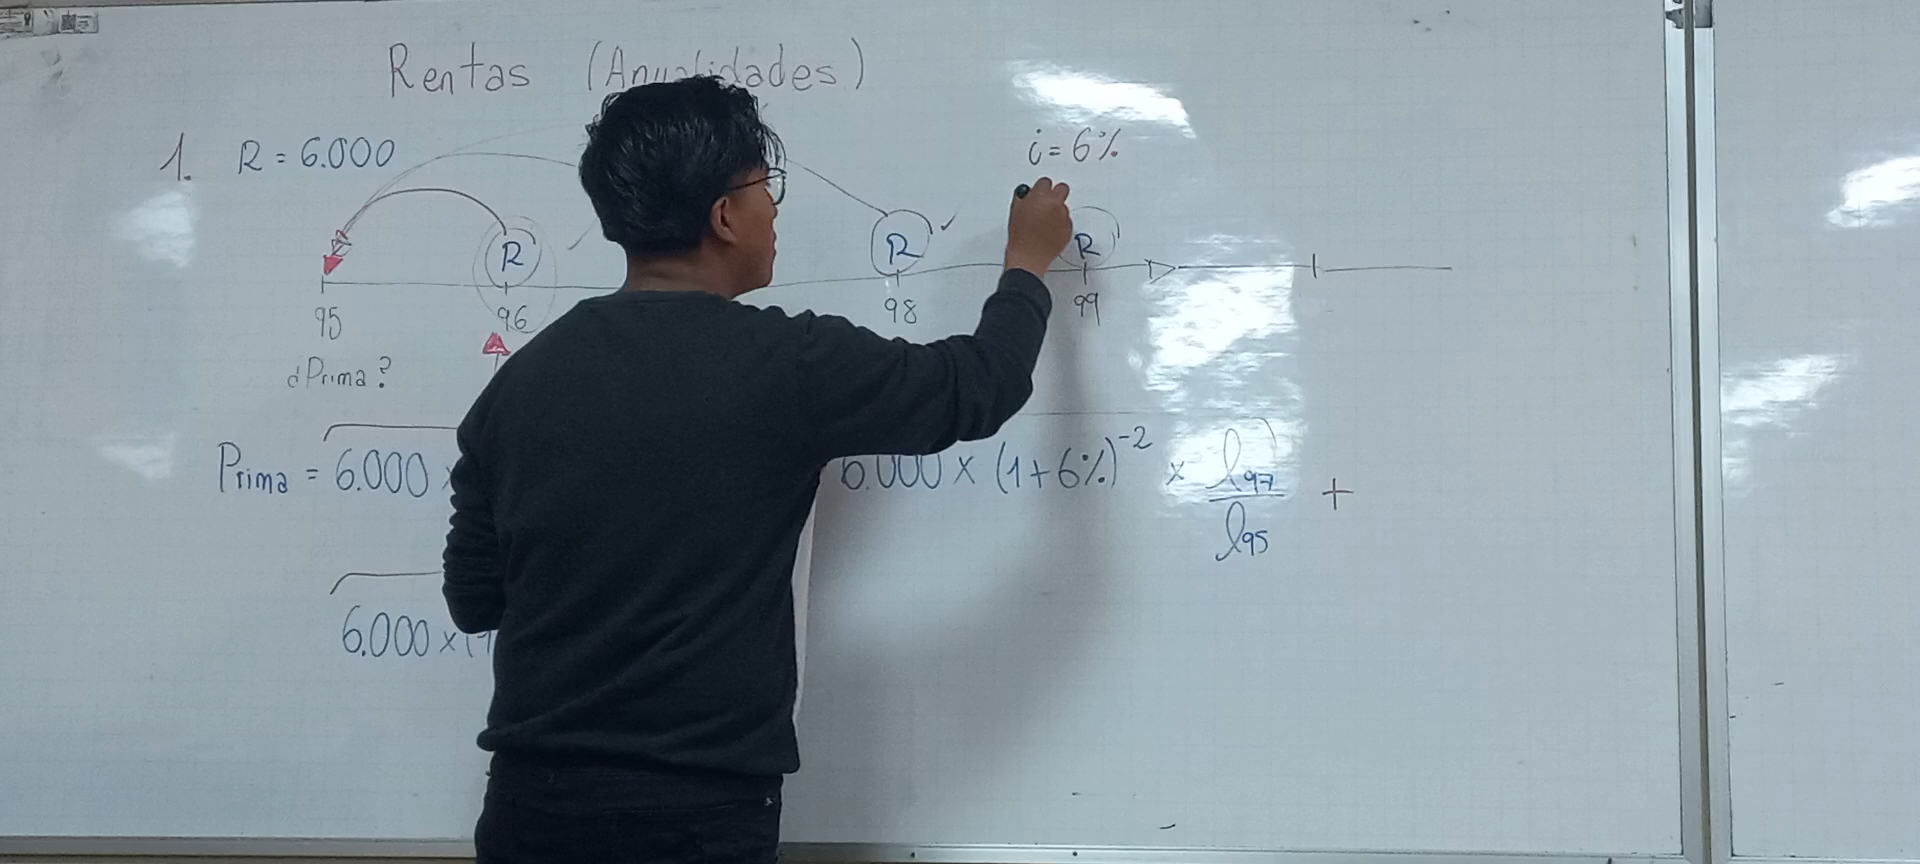 Rentas (Anualidades)
1. R = 6.000
i = 6%
R R R
95 96 98 99
¿Prima?
Prima = 6.000 x 6.000 x (1+6%)⁻² x l97 / l95 +
6.000 x (1